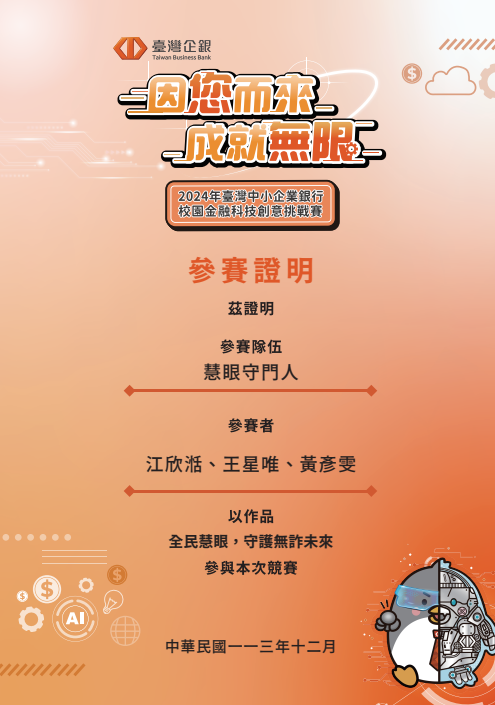 臺灣企銀
Taiwan Business Bank
因您而來
成就無限
2024年臺灣中小企業銀行
校園金融科技創意挑戰賽
參賽證明
茲證明
參賽隊伍
慧眼守門人
參賽者
江欣湉、王星唯、黃彥雯
以作品
全民慧眼，守護無詐未來
參與本次競賽
$
$
$
$
AI
中華民國一一三年十二月